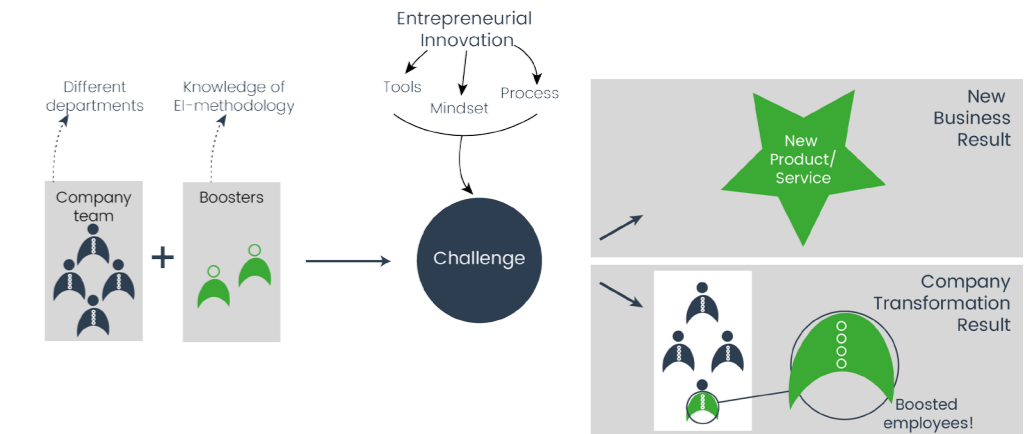 Entrepreneurial
Innovation
Tools
Mindset
Process
Different
departments
Knowledge of
EI-methodology
Company
team
Boosters
+
Challenge
New
Product/
Service
New
Business
Result
Company
Transformation
Result
Boosted
employees!